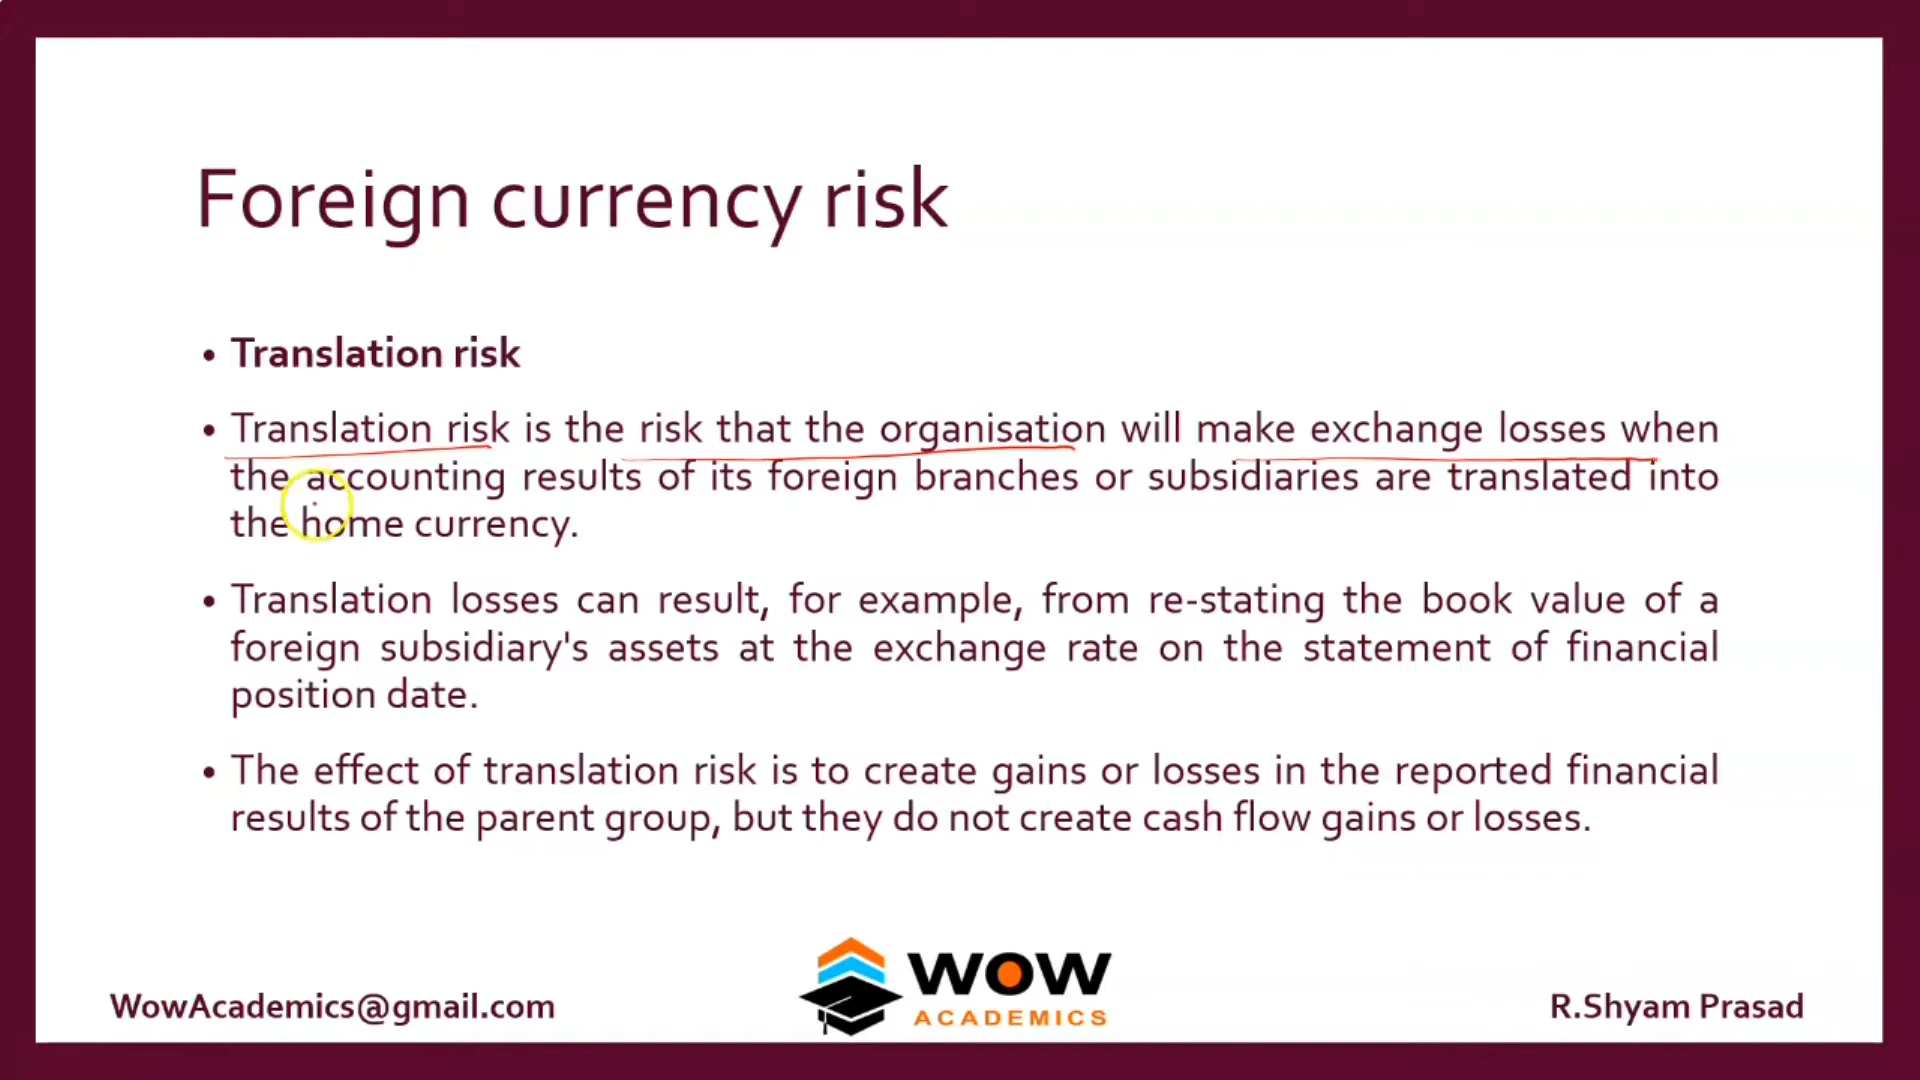 Foreign currency risk
• Translation risk
• Translation risk is the risk that the organisation will make exchange losses when
the accounting results of its foreign branches or subsidiaries are translated into
the home currency.
• Translation losses can result, for example, from re-stating the book value of a
foreign subsidiary's assets at the exchange rate on the statement of financial
position date.
• The effect of translation risk is to create gains or losses in the reported financial
results of the parent group, but they do not create cash flow gains or losses.
WowAcademics@gmail.com
WOW
ACADEMICS
R.Shyam Prasad